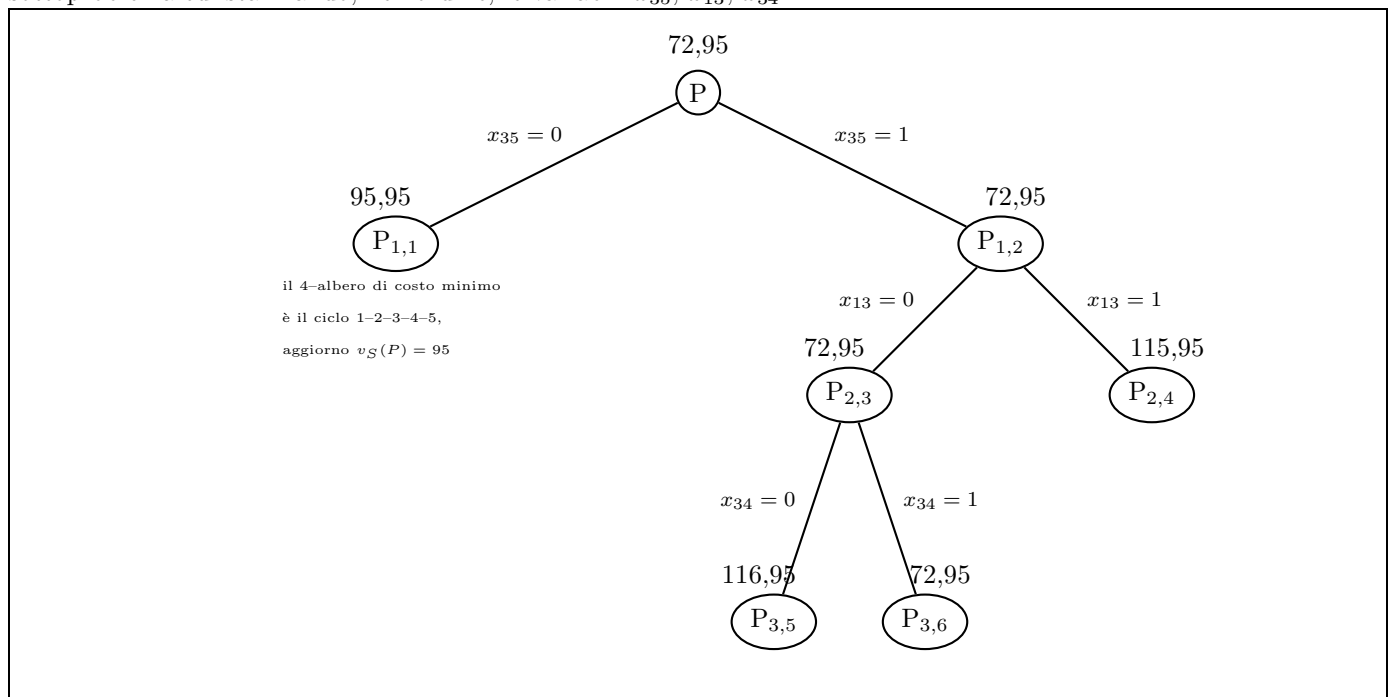 72,95
P
x35 = 0
x35 = 1
95,95
72,95
P1,1
P1,2
il 4–albero di costo minimo
è il ciclo 1–2–3–4–5,
aggiorno vS(P) = 95
x13 = 0
x13 = 1
72,95
115,95
P2,3
P2,4
x34 = 0
x34 = 1
116,95
72,95
P3,5
P3,6